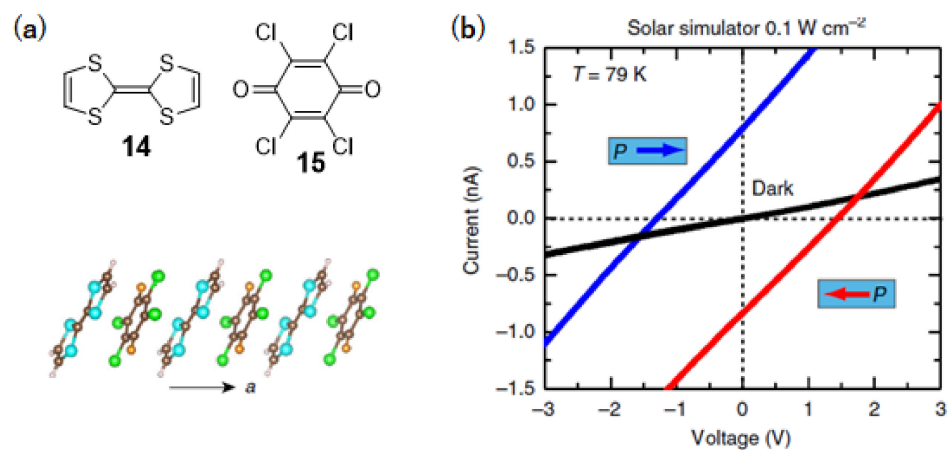 (a)
S
S
S
S
14
Cl
Cl
O
O
Cl
Cl
15
a
(b)
Solar simulator 0.1 W cm⁻²
T = 79 K
P
Dark
P
Current (nA)
1.5
1.0
0.5
0.0
−0.5
−1.0
−1.5
−3
−2
−1
0
1
2
3
Voltage (V)